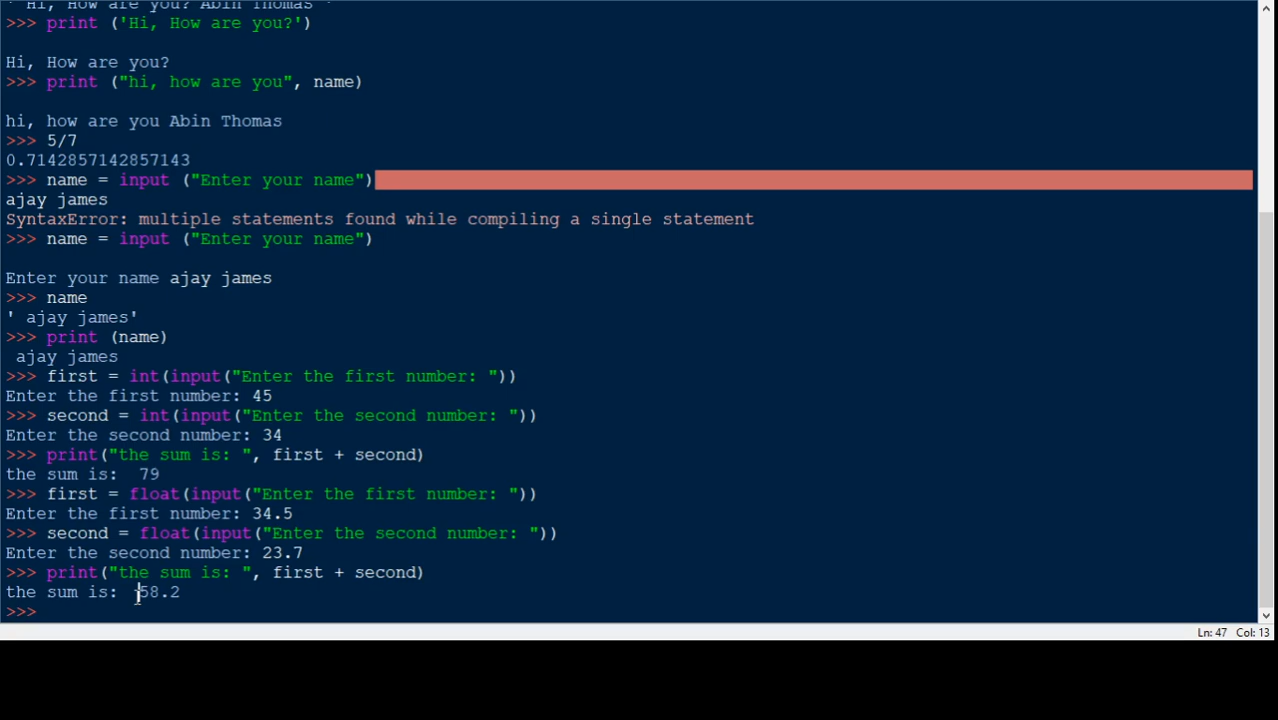 ' Hi, How are you? Abin Thomas '
>>> print ('Hi, How are you?')
Hi, How are you?
>>> print ("hi, how are you", name)
hi, how are you Abin Thomas
>>> 5/7
0.7142857142857143
>>> name = input ("Enter your name")
ajay james
SyntaxError: multiple statements found while compiling a single statement
>>> name = input ("Enter your name")
Enter your name ajay james
>>> name
' ajay james'
>>> print (name)
 ajay james
>>> first = int(input("Enter the first number: "))
Enter the first number: 45
>>> second = int(input("Enter the second number: "))
Enter the second number: 34
>>> print("the sum is: ", first + second)
the sum is:  79
>>> first = float(input("Enter the first number: "))
Enter the first number: 34.5
>>> second = float(input("Enter the second number: "))
Enter the second number: 23.7
>>> print("the sum is: ", first + second)
the sum is:  58.2
>>>
Ln: 47 Col: 13